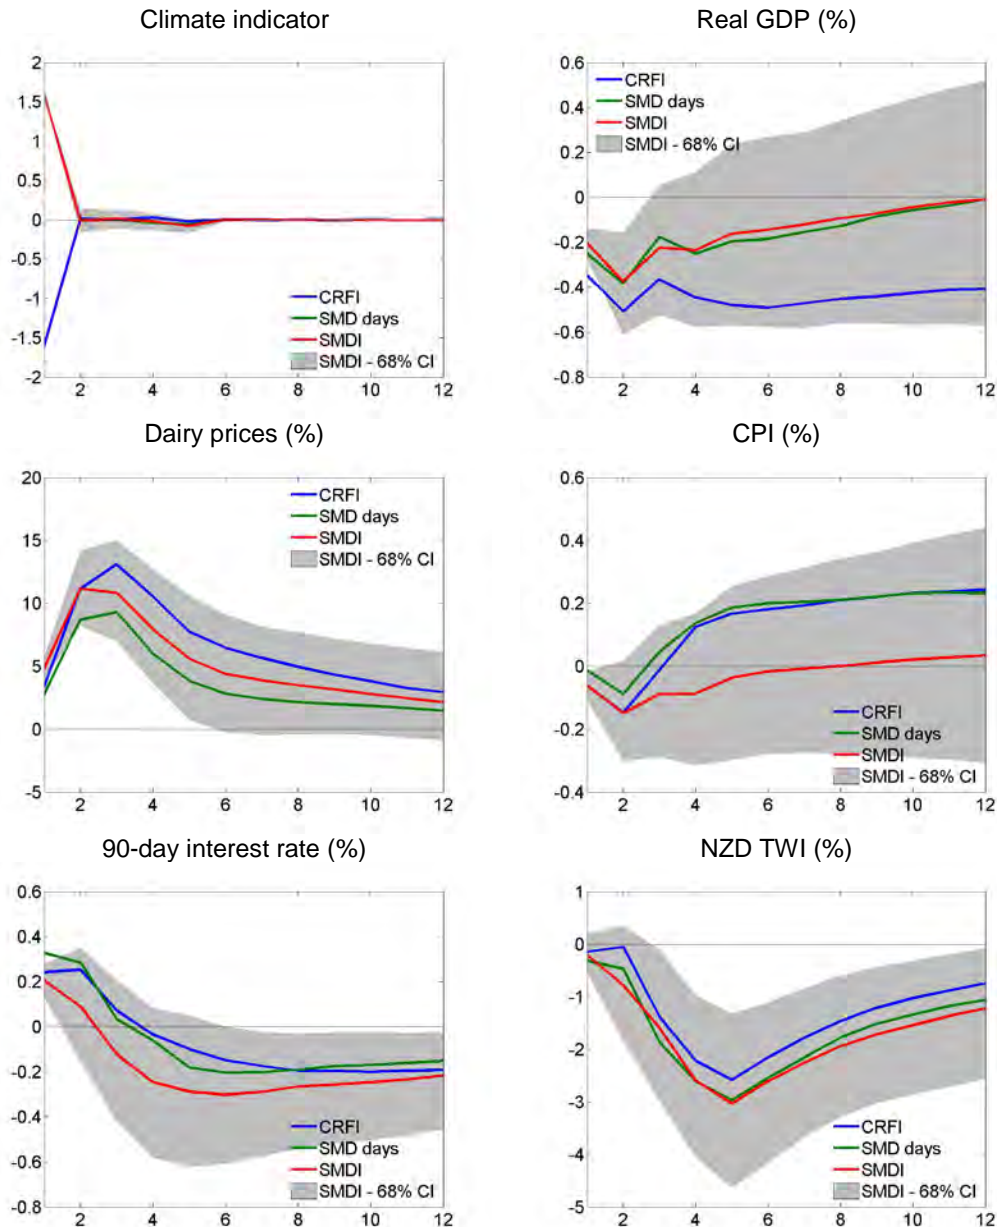 Climate indicator
2
1.5
1
0.5
0
-0.5
-1
-1.5
-2
CRFI
SMD days
SMDI
SMDI - 68% CI
2 4 6 8 10 12
Real GDP (%)
0.6
0.4
0.2
0
-0.2
-0.4
-0.6
-0.8
CRFI
SMD days
SMDI
SMDI - 68% CI
2 4 6 8 10 12
Dairy prices (%)
20
15
10
5
0
-5
CRFI
SMD days
SMDI
SMDI - 68% CI
2 4 6 8 10 12
CPI (%)
0.6
0.4
0.2
0
-0.2
-0.4
CRFI
SMD days
SMDI
SMDI - 68% CI
2 4 6 8 10 12
90-day interest rate (%)
0.6
0.4
0.2
0
-0.2
-0.4
-0.6
-0.8
CRFI
SMD days
SMDI
SMDI - 68% CI
2 4 6 8 10 12
NZD TWI (%)
1
0
-1
-2
-3
-4
-5
CRFI
SMD days
SMDI
SMDI - 68% CI
2 4 6 8 10 12